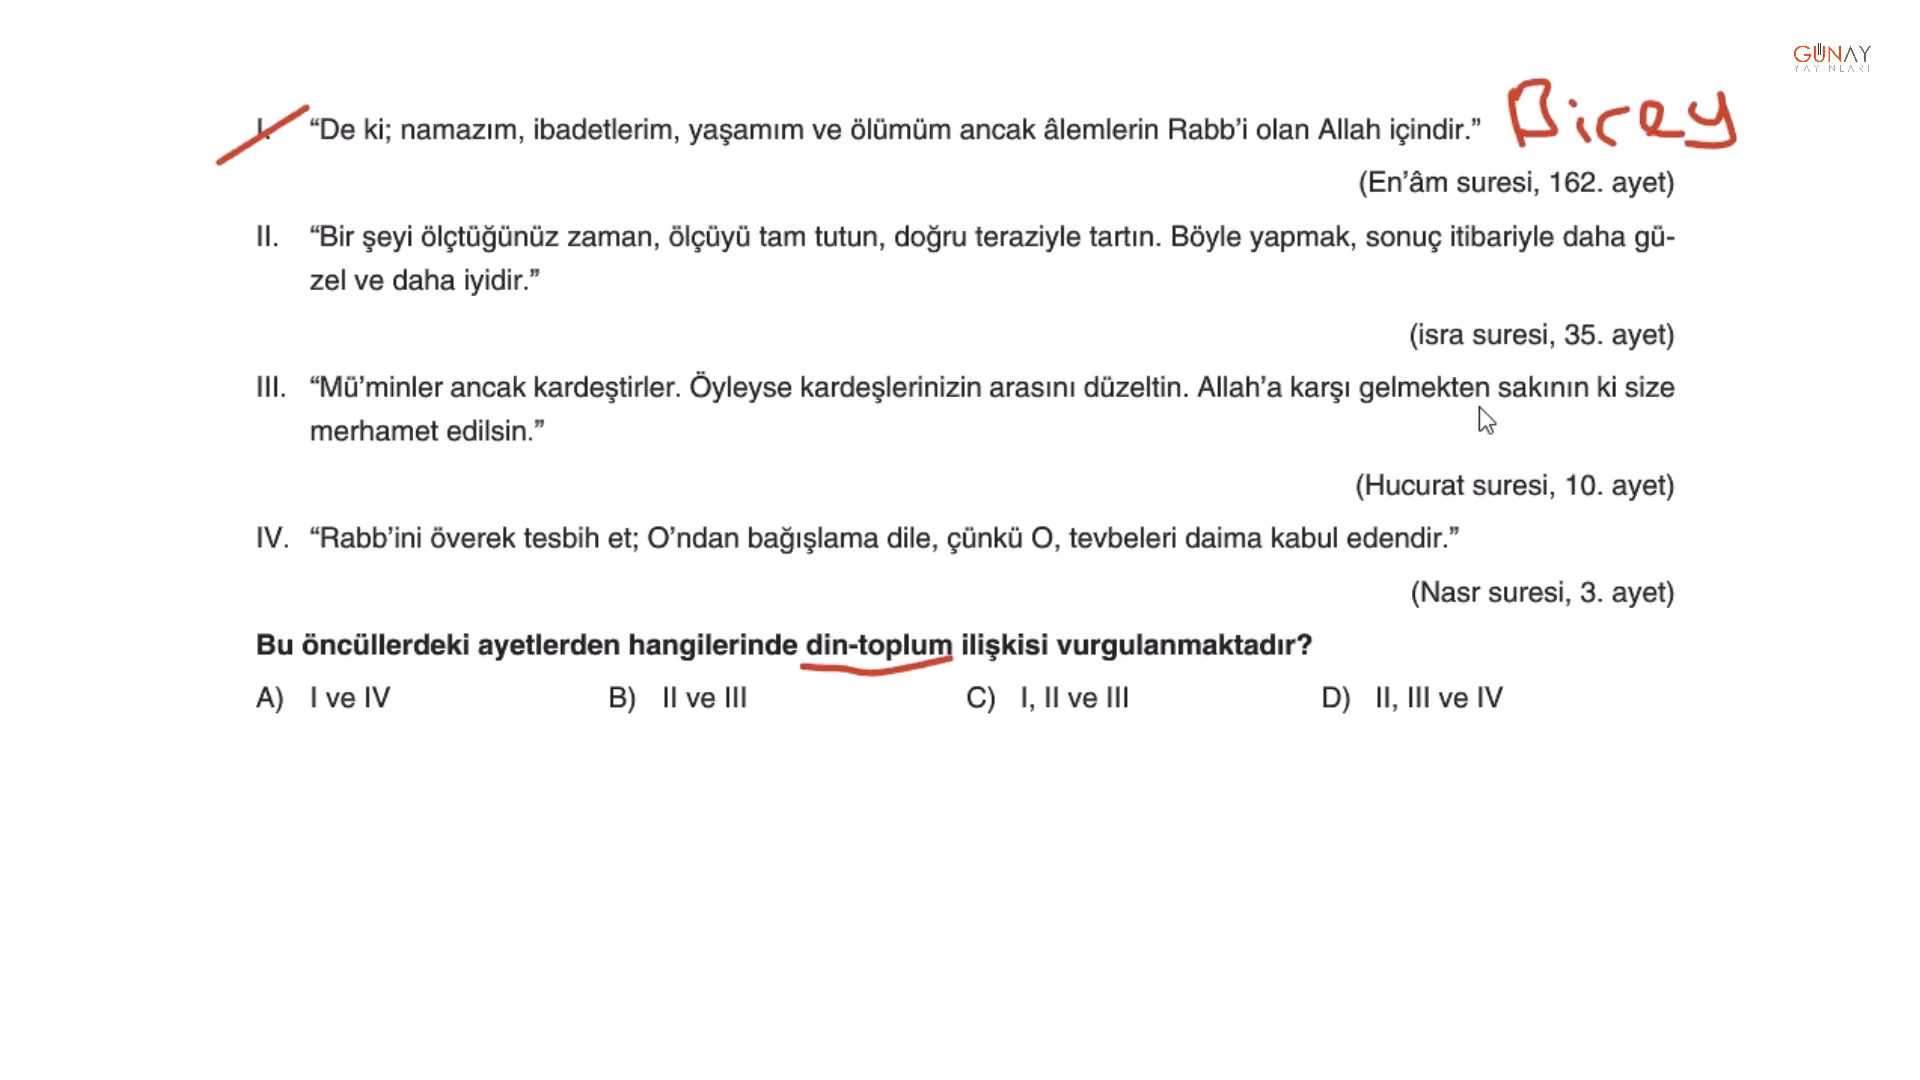 GÜNAY
YAYINLARI
I. “De ki; namazım, ibadetlerim, yaşamım ve ölümüm ancak âlemlerin Rabb’i olan Allah içindir.” Birey
(En’âm suresi, 162. ayet)
II. “Bir şeyi ölçtüğünüz zaman, ölçüyü tam tutun, doğru teraziyle tartın. Böyle yapmak, sonuç itibariyle daha gü-
zel ve daha iyidir.”
(isra suresi, 35. ayet)
III. “Mü’minler ancak kardeştirler. Öyleyse kardeşlerinizin arasını düzeltin. Allah’a karşı gelmekten sakının ki size
merhamet edilsin.”
(Hucurat suresi, 10. ayet)
IV. “Rabb’ini överek tesbih et; O’ndan bağışlama dile, çünkü O, tevbeleri daima kabul edendir.”
(Nasr suresi, 3. ayet)
Bu öncüllerdeki ayetlerden hangilerinde din-toplum ilişkisi vurgulanmaktadır?
A) I ve IV B) II ve III C) I, II ve III D) II, III ve IV